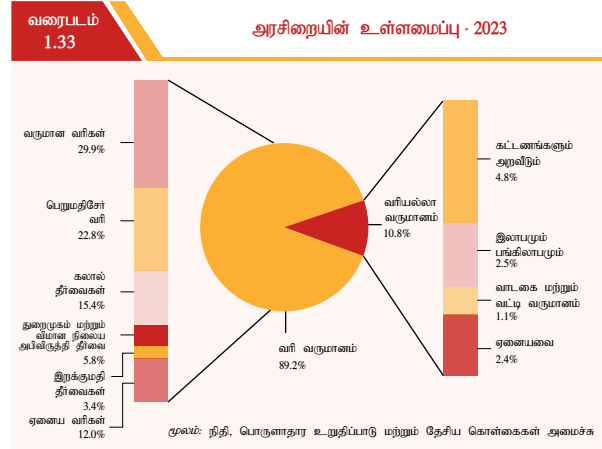 வரைபடம்
1.33
அரசிறையின் உள்ளமைப்பு - 2023
வருமான வரிகள்
29.9%
பெறுமதிசேர்
வரி
22.8%
கலால்
தீர்வைகள்
15.4%
துறைமுகம் மற்றும்
விமான நிலைய
அபிவிருத்தி தீர்வை
5.8%
இறக்குமதி
தீர்வைகள்
3.4%
ஏனைய வரிகள்
12.0%
வரி வருமானம்
89.2%
வரியல்லா
வருமானம்
10.8%
கட்டணங்களும்
அறவீடும்
4.8%
இலாபமும்
பங்கிலாபமும்
2.5%
வாடகை மற்றும்
வட்டி வருமானம்
1.1%
ஏனையவை
2.4%
மூலம்: நிதி, பொருளாதார உறுதிப்பாடு மற்றும் தேசிய கொள்கைகள் அமைச்சு